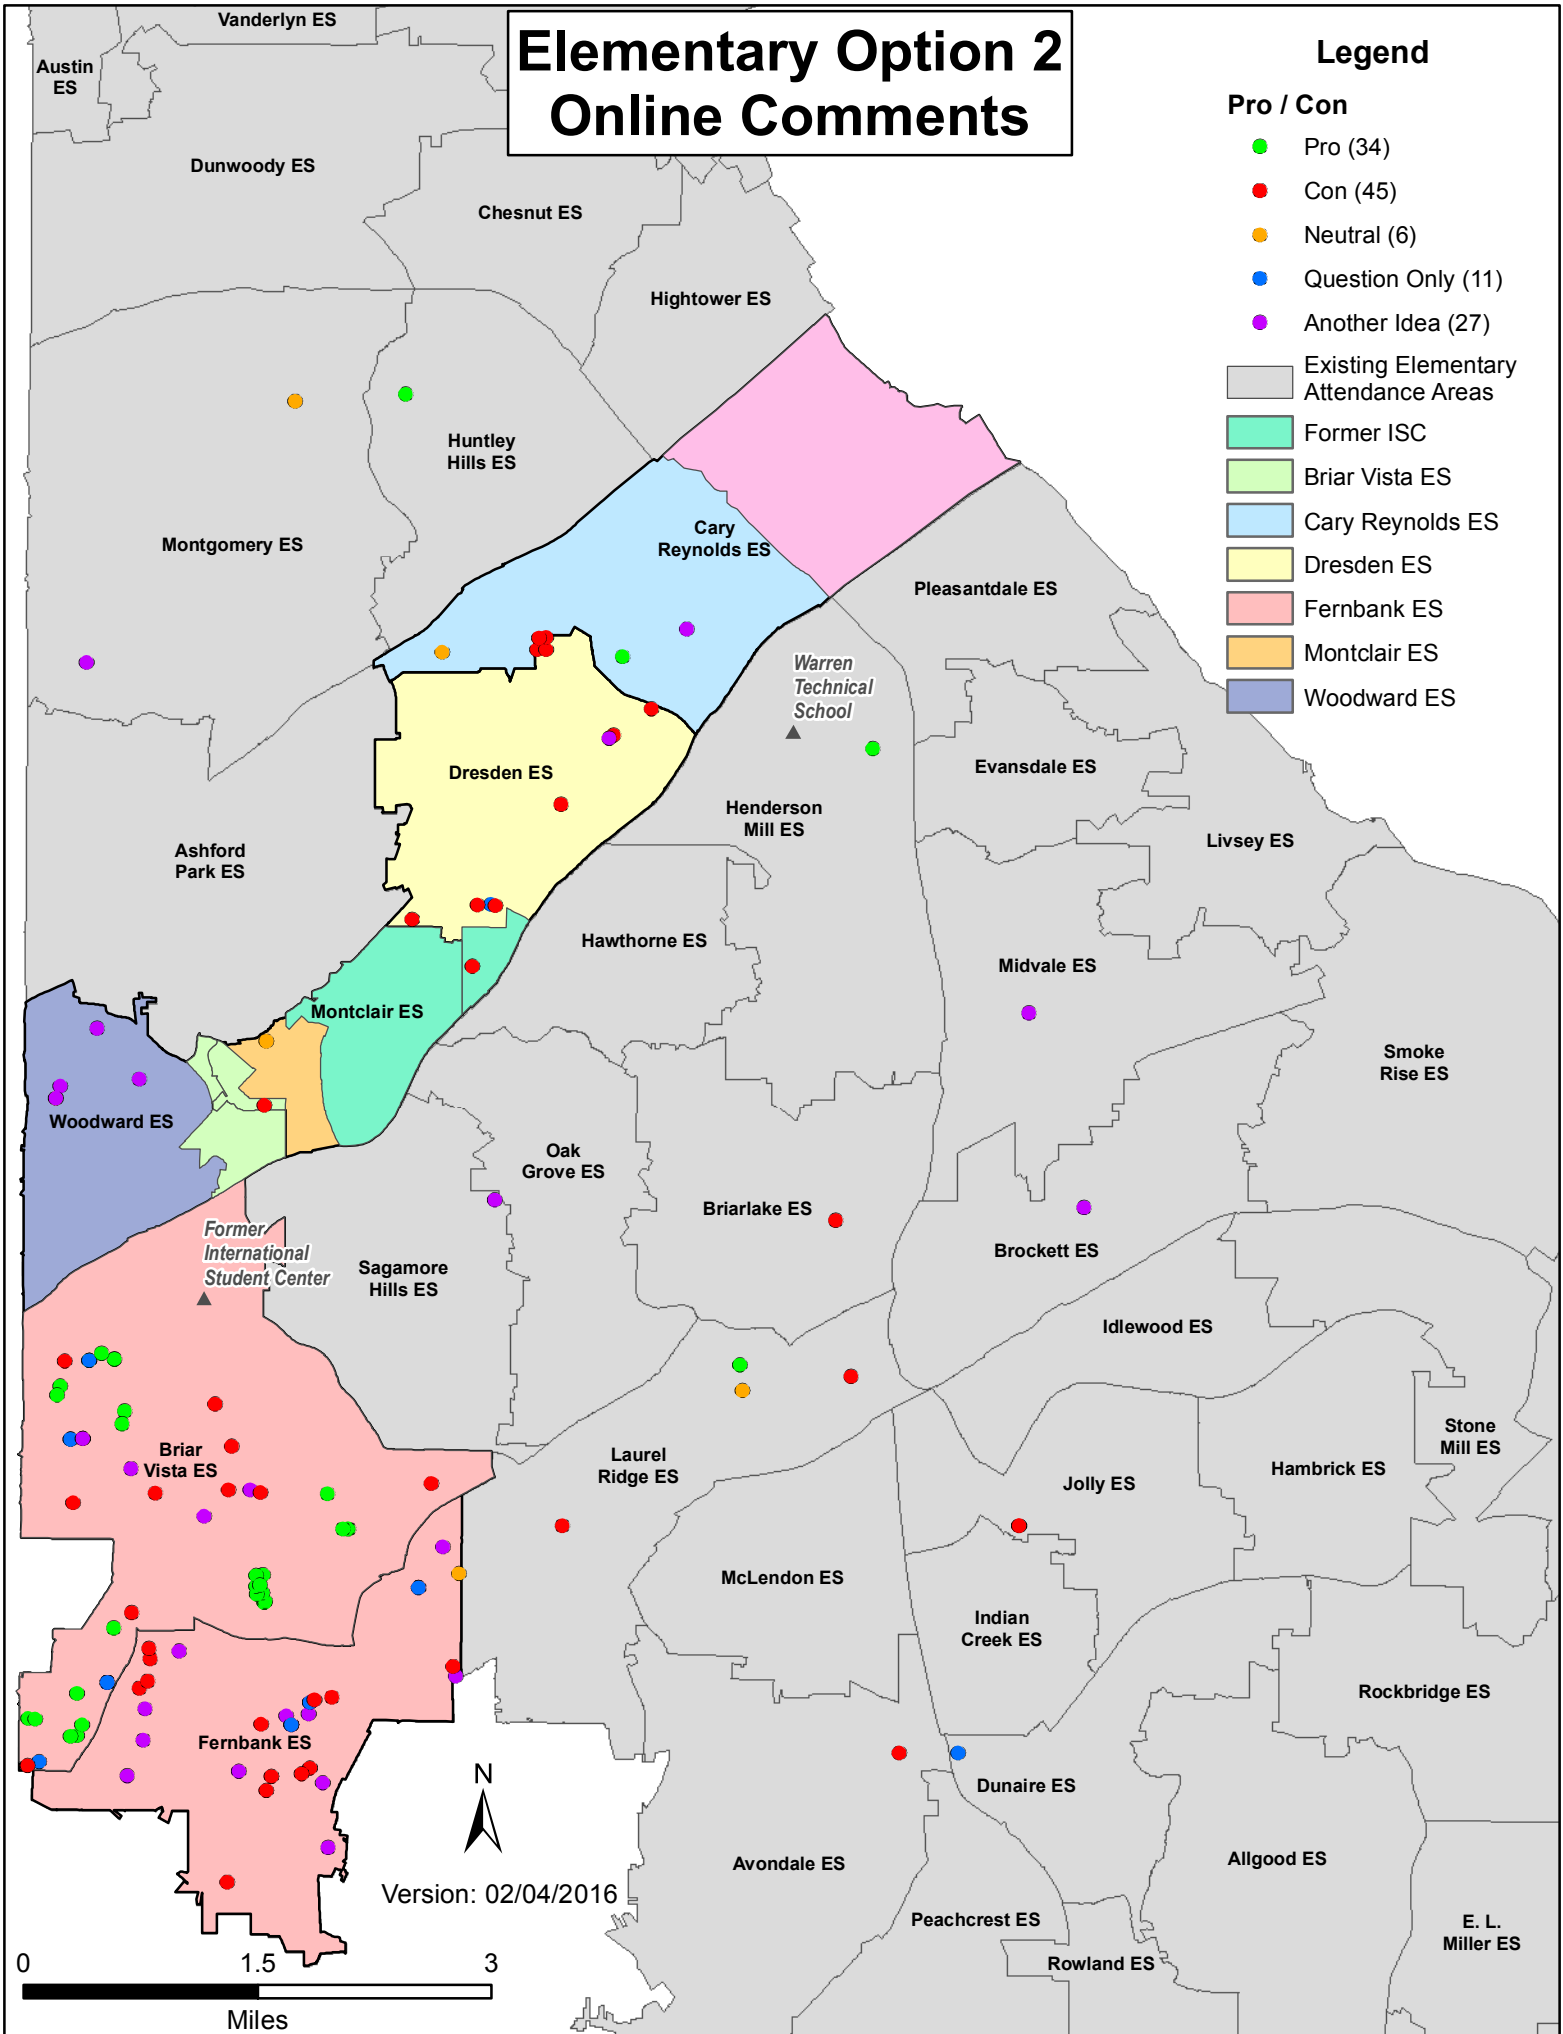 Elementary Option 2
Online Comments
Legend
Pro / Con
Pro (34)
Con (45)
Neutral (6)
Question Only (11)
Another Idea (27)
Existing Elementary
Attendance Areas
Former ISC
Briar Vista ES
Cary Reynolds ES
Dresden ES
Fernbank ES
Montclair ES
Woodward ES
Vanderlyn ES
Austin
ES
Dunwoody ES
Chesnut ES
Hightower ES
Huntley
Hills ES
Montgomery ES
Cary
Reynolds ES
Pleasantdale ES
Warren
Technical
School
Dresden ES
Evansdale ES
Henderson
Mill ES
Livsey ES
Ashford
Park ES
Hawthorne ES
Midvale ES
Montclair ES
Smoke
Rise ES
Woodward ES
Oak
Grove ES
Briarlake ES
Brockett ES
Former
International
Student Center
Sagamore
Hills ES
Idlewood ES
Briar
Vista ES
Laurel
Ridge ES
Jolly ES
Hambrick ES
Stone
Mill ES
McLendon ES
Indian
Creek ES
Rockbridge ES
Fernbank ES
N
Dunaire ES
Avondale ES
Allgood ES
Version: 02/04/2016
Peachcrest ES
E. L.
Miller ES
Rowland ES
0 1.5 3
Miles